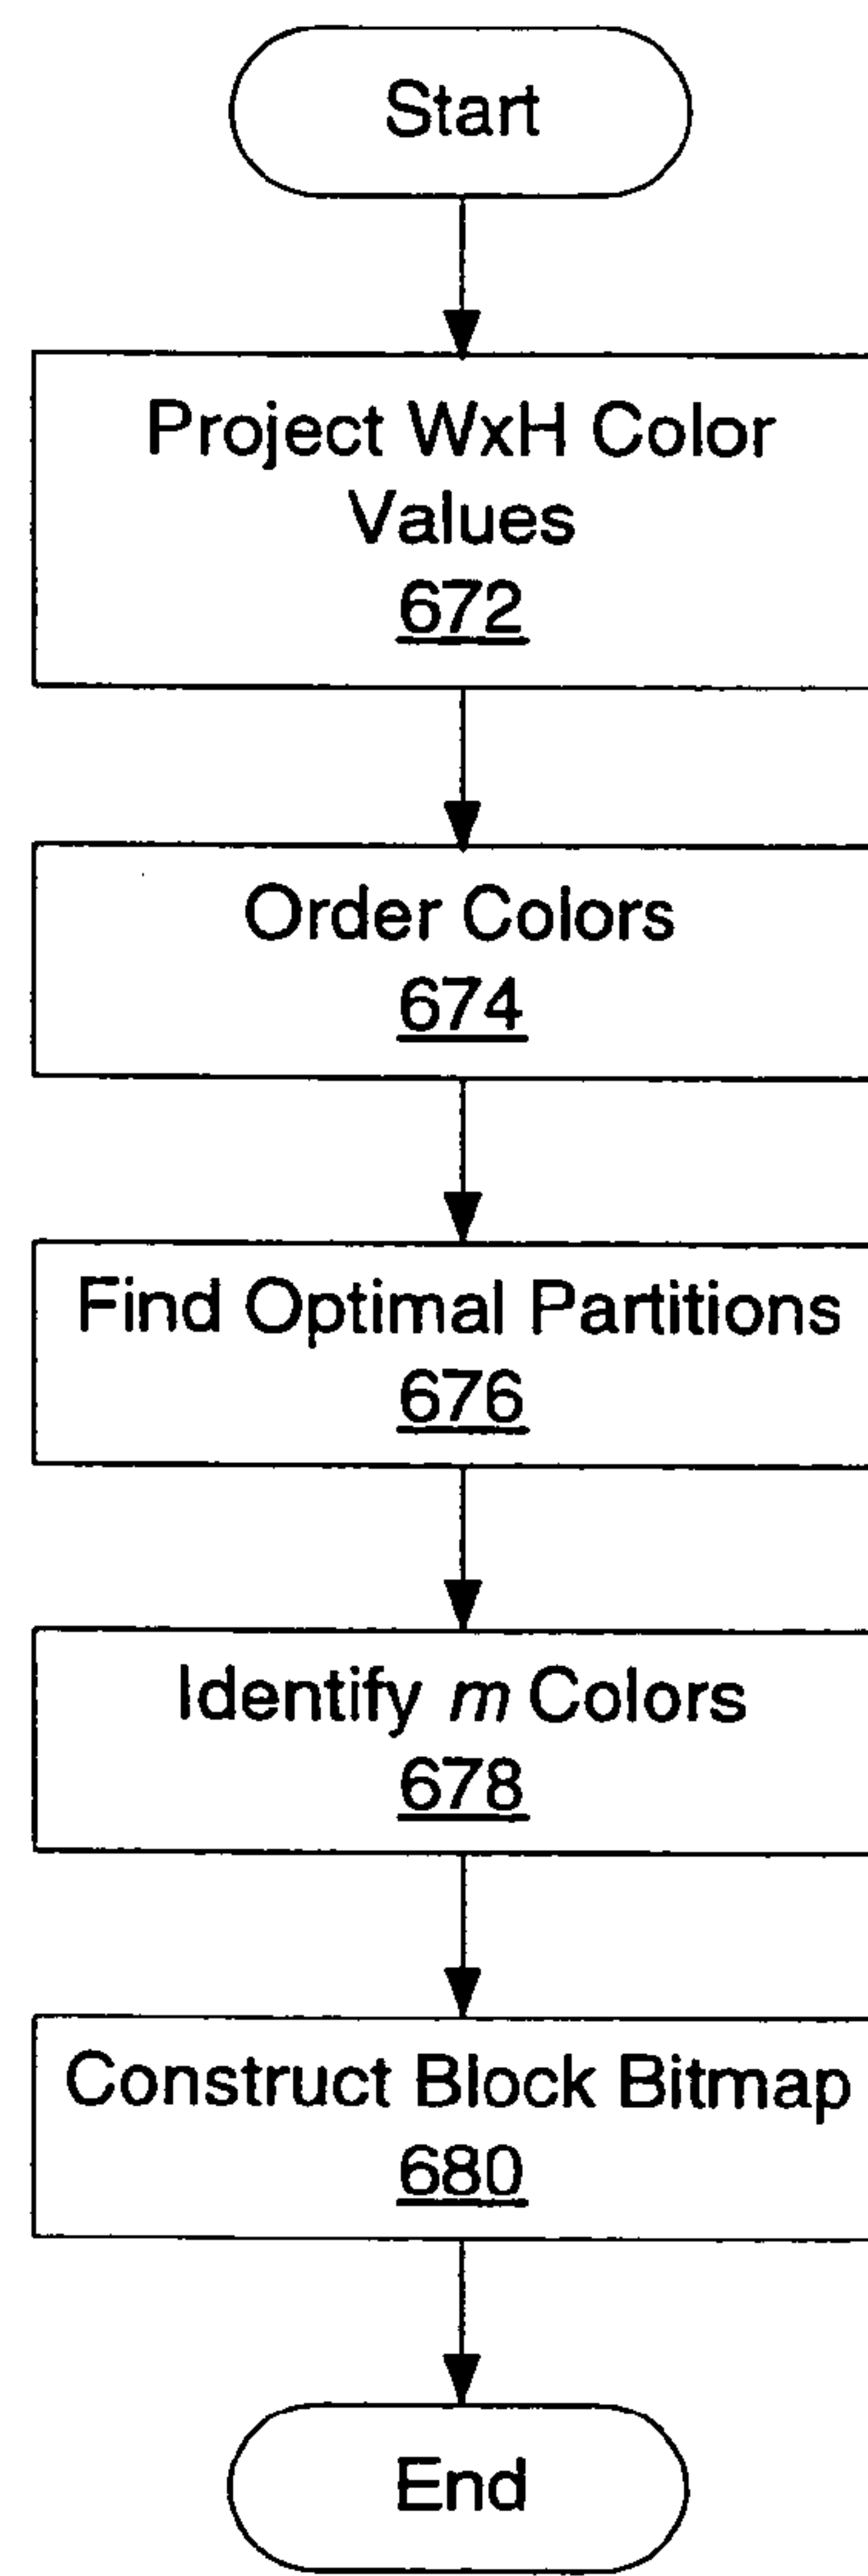 Start
Project WxH Color
Values
672
Order Colors
674
Find Optimal Partitions
676
Identify m Colors
678
Construct Block Bitmap
680
End